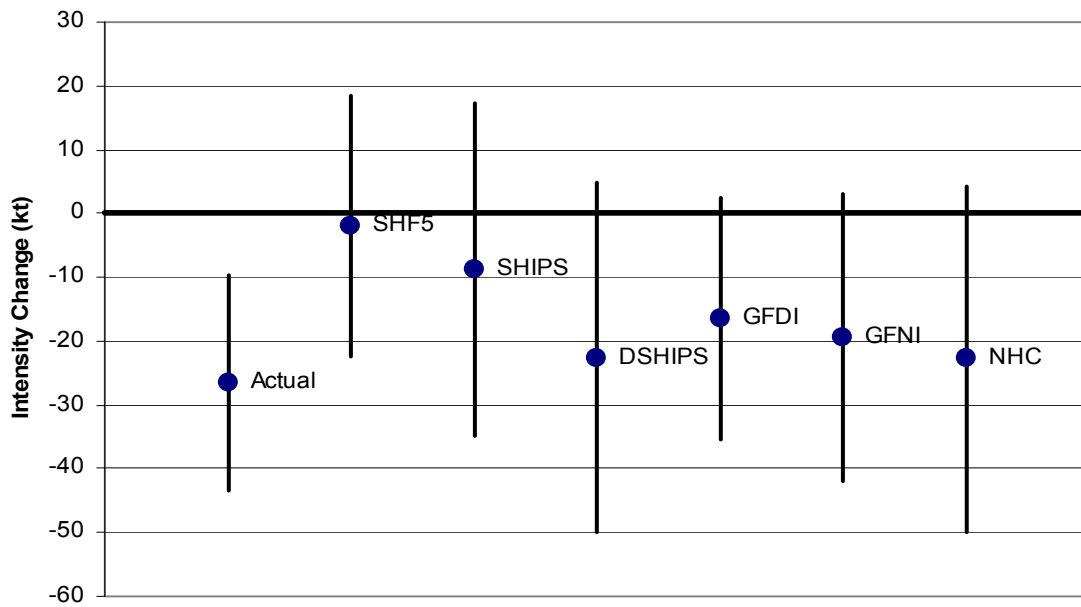 30
20
10
0
-10
-20
-30
-40
-50
-60
Intensity Change (kt)
Actual
SHF5
SHIPS
DSHIPS
GFDI
GFNI
NHC